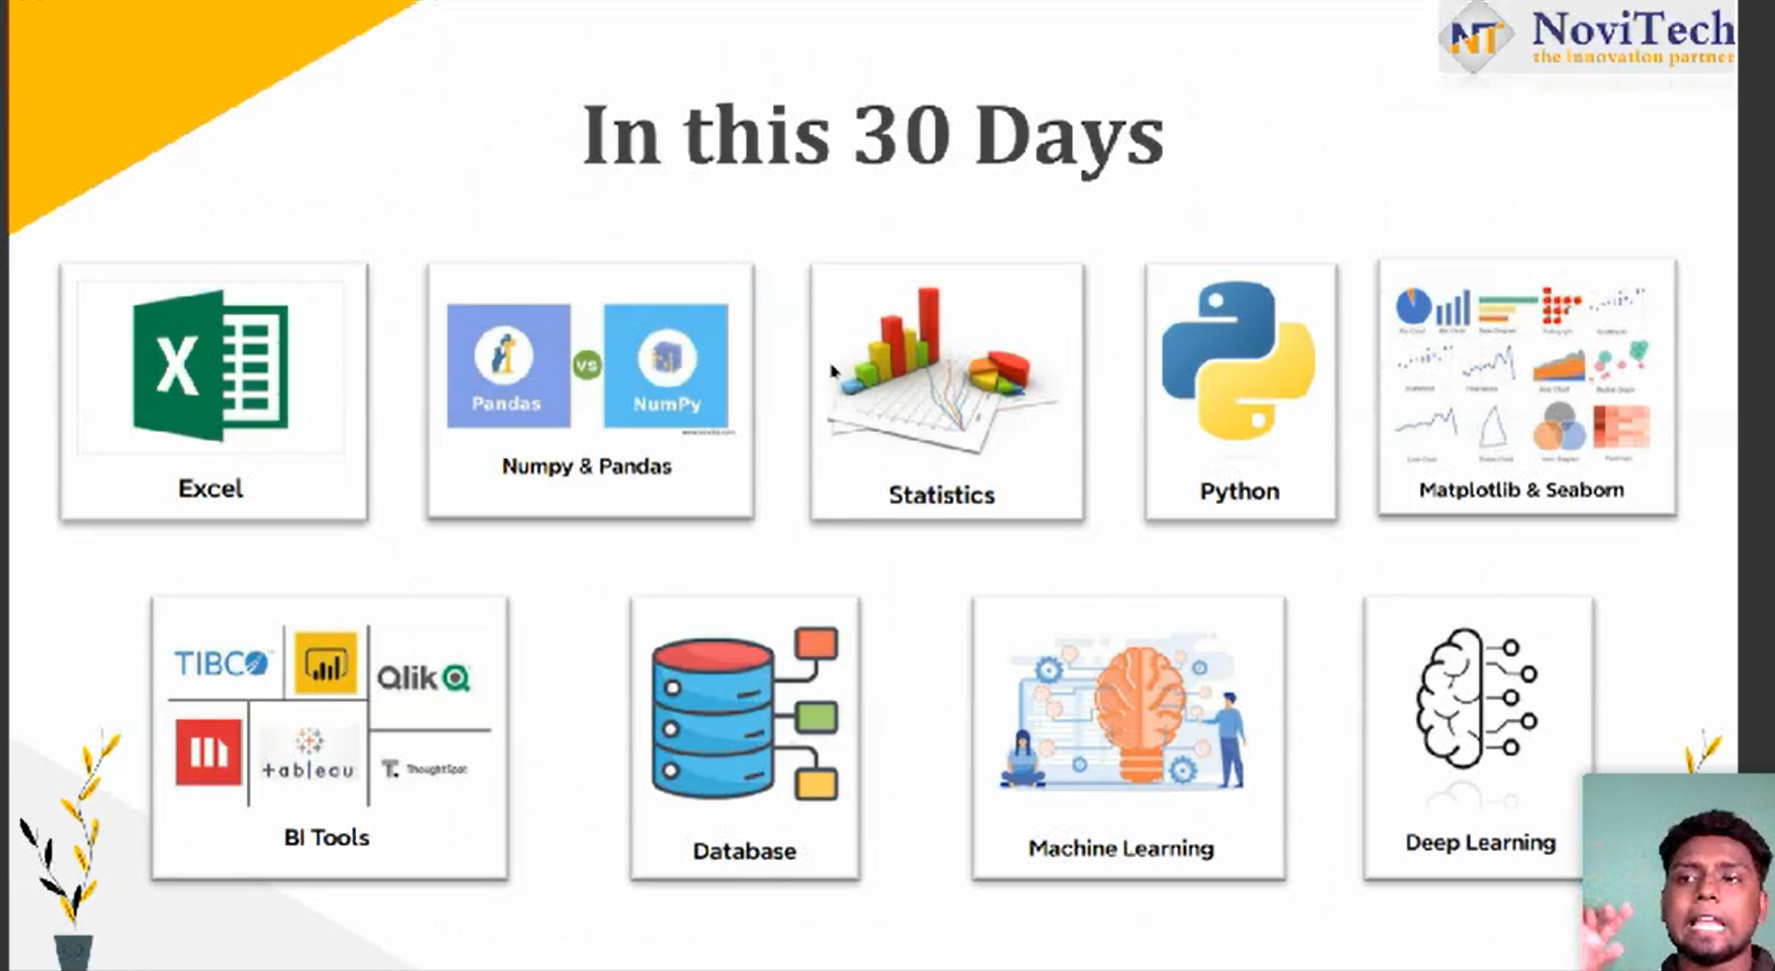 NT NoviTech
the innovation partner
In this 30 Days
X
Excel
Pandas
vs
NumPy
Numpy & Pandas
Statistics
Python
Matplotlib & Seaborn
TIBCO
Qlik
+ableau
T. ThoughtSpot
BI Tools
Database
Machine Learning
Deep Learning